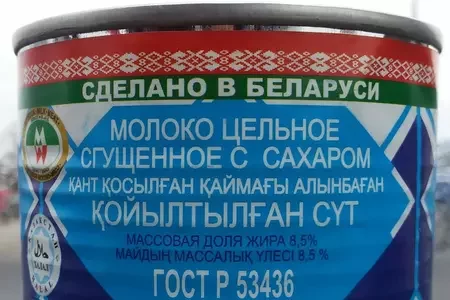 СДЕЛАНО В БЕЛАРУСИ
МОЛОКО ЦЕЛЬНОЕ
СГУЩЕННОЕ С САХАРОМ
ҚАНТ ҚОСЫЛҒАН ҚАЙМАҒЫ АЛЫНБАҒАН
ҚОЙЫЛТЫЛҒАН СҮТ
МАССОВАЯ ДОЛЯ ЖИРА 8,5%
МАЙДЫҢ МАССАЛЫҚ ҮЛЕСІ 8,5 %
ГОСТ Р 53436